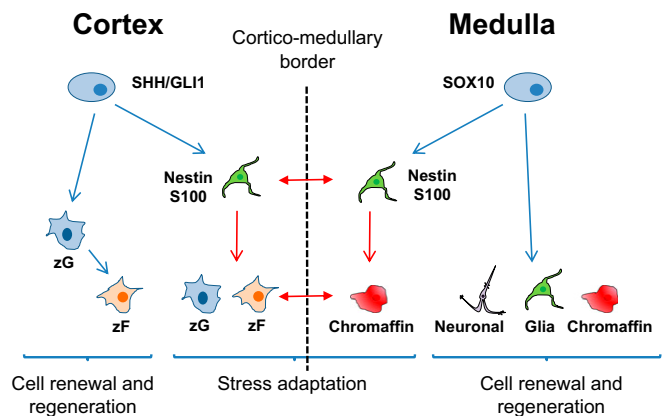 Cortex
Cortico-medullary
border
Medulla
SHH/GLI1
SOX10
Nestin
S100
Nestin
S100
zG
zF
zG
zF
Chromaffin
Neuronal
Glia
Chromaffin
Cell renewal and
regeneration
Stress adaptation
Cell renewal and
regeneration